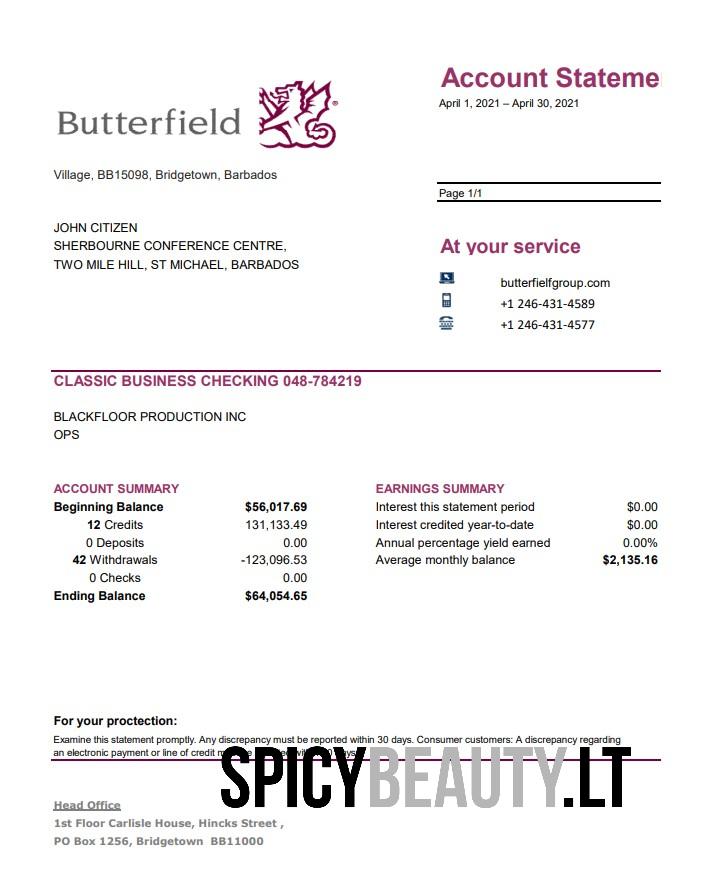 Account Stateme
April 1, 2021 – April 30, 2021
Butterfield
®
Village, BB15098, Bridgetown, Barbados
Page 1/1
JOHN CITIZEN
SHERBOURNE CONFERENCE CENTRE,
TWO MILE HILL, ST MICHAEL, BARBADOS
At your service
butterfielfgroup.com
+1 246-431-4589
+1 246-431-4577
CLASSIC BUSINESS CHECKING 048-784219
BLACKFLOOR PRODUCTION INC
OPS
ACCOUNT SUMMARY
Beginning Balance $56,017.69
12 Credits 131,133.49
0 Deposits 0.00
42 Withdrawals -123,096.53
0 Checks 0.00
Ending Balance $64,054.65
EARNINGS SUMMARY
Interest this statement period $0.00
Interest credited year-to-date $0.00
Annual percentage yield earned 0.00%
Average monthly balance $2,135.16
For your proctection:
Examine this statement promptly. Any discrepancy must be reported within 30 days. Consumer customers: A discrepancy regarding
an electronic payment or line of credit
SPICYBEAUTY.LT
Head Office
1st Floor Carlisle House, Hincks Street ,
PO Box 1256, Bridgetown BB11000